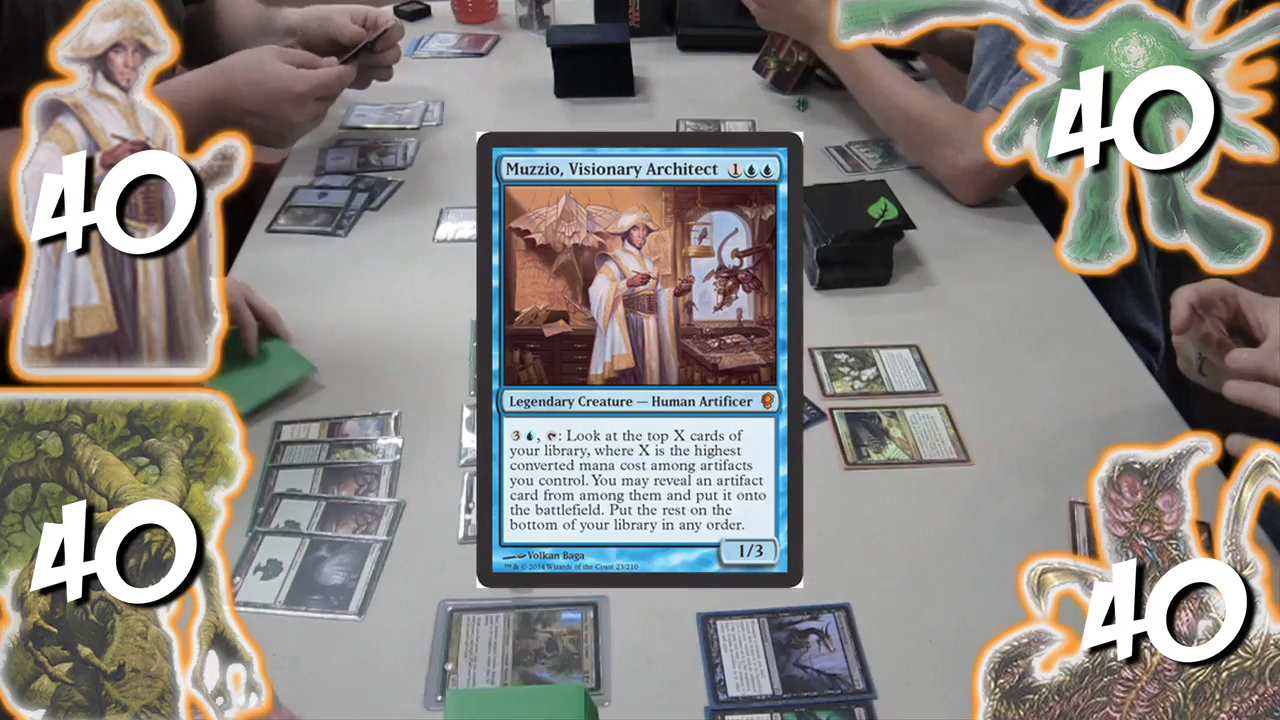 40
40
Muzzio, Visionary Architect 1
Legendary Creature — Human Artificer
3, : Look at the top X cards of
your library, where X is the highest
converted mana cost among artifacts
you control. You may reveal an artifact
card from among them and put it onto
the battlefield. Put the rest on the
bottom of your library in any order.
1/3
Volkan Baga
™ & © 2014 Wizards of the Coast 23/210
40
40